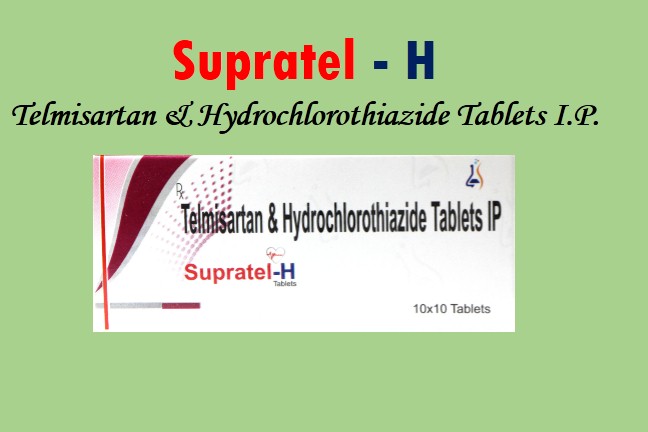 Supratel - H
Telmisartan & Hydrochlorothiazide Tablets I.P.
Rx
Telmisartan & Hydrochlorothiazide Tablets IP
Supratel-H
Tablets
10x10 Tablets